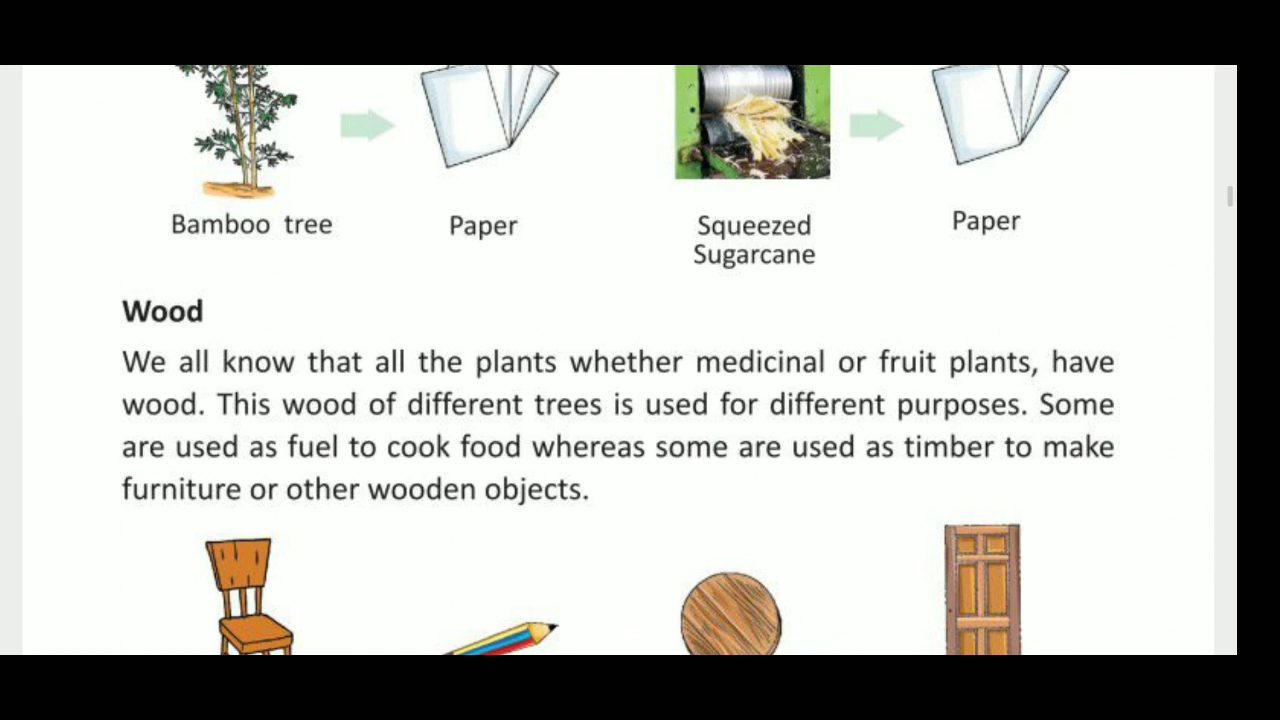 Bamboo tree
Paper
Squeezed
Sugarcane
Paper
Wood
We all know that all the plants whether medicinal or fruit plants, have
wood. This wood of different trees is used for different purposes. Some
are used as fuel to cook food whereas some are used as timber to make
furniture or other wooden objects.